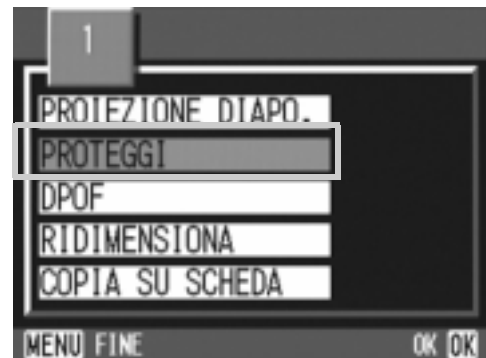 1
PROIEZIONE DIAPO.
PROTEGGI
DPOF
RIDIMENSIONA
COPIA SU SCHEDA
MENU FINE OK OK